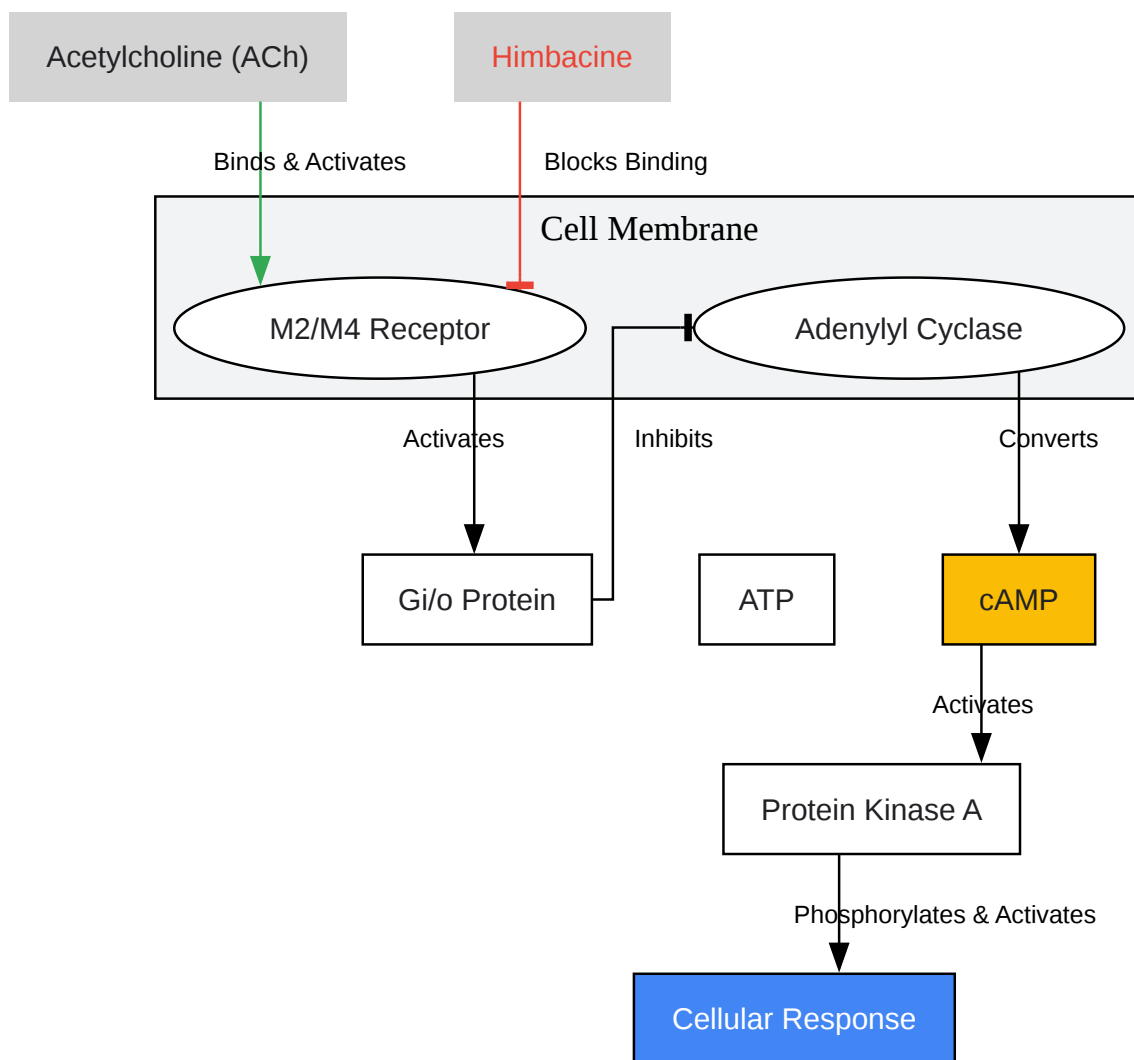 Acetylcholine (ACh)
Himbacine
Binds & Activates
Blocks Binding
Cell Membrane
M2/M4 Receptor
Adenylyl Cyclase
Activates
Inhibits
Converts
Gi/o Protein
ATP
cAMP
Activates
Protein Kinase A
Phosphorylates & Activates
Cellular Response